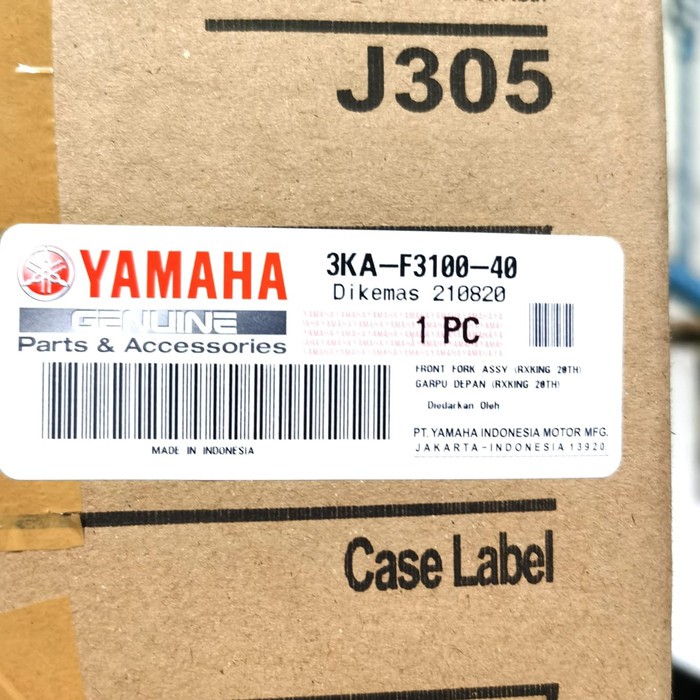 J305
YAMAHA
GENUINE
Parts & Accessories
3KA-F3100-40
Dikemas 210820
1 PC
FRONT FORK ASSY (RXKING 20TH)
GARPU DEPAN (RXKING 20TH)
Diedarkan Oleh
PT. YAMAHA INDONESIA MOTOR MFG.
JAKARTA-INDONESIA 13920
MADE IN INDONESIA
Case Label